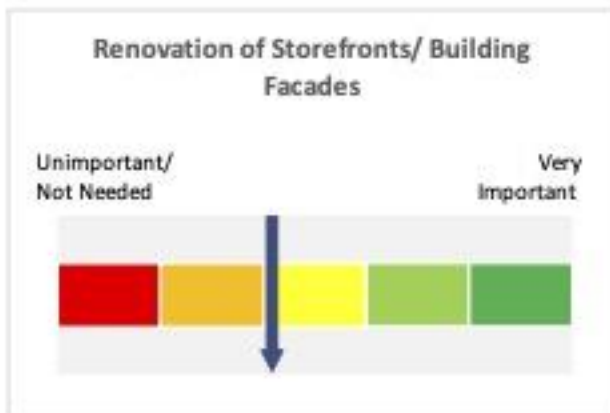 Renovation of Storefronts/ Building
Facades
Unimportant/
Not Needed
Very
Important